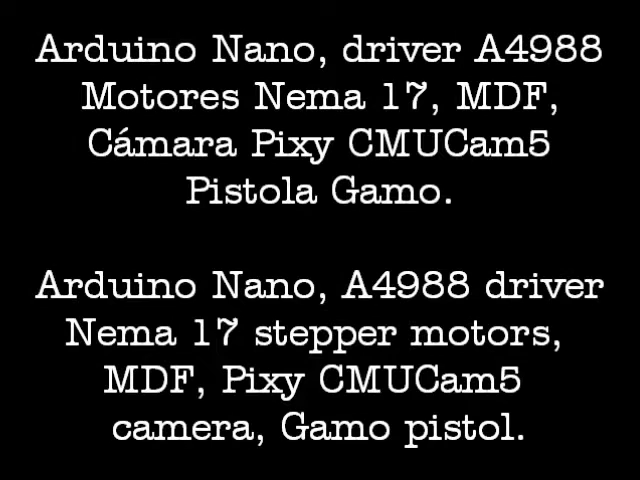 Arduino Nano, driver A4988
Motores Nema 17, MDF,
Cámara Pixy CMUCam5
Pistola Gamo.
Arduino Nano, A4988 driver
Nema 17 stepper motors,
MDF, Pixy CMUCam5
camera, Gamo pistol.